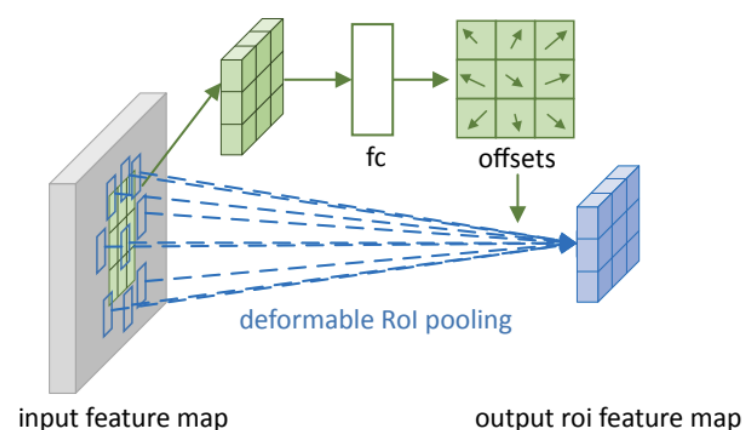 fc
offsets
deformable RoI pooling
input feature map
output roi feature map